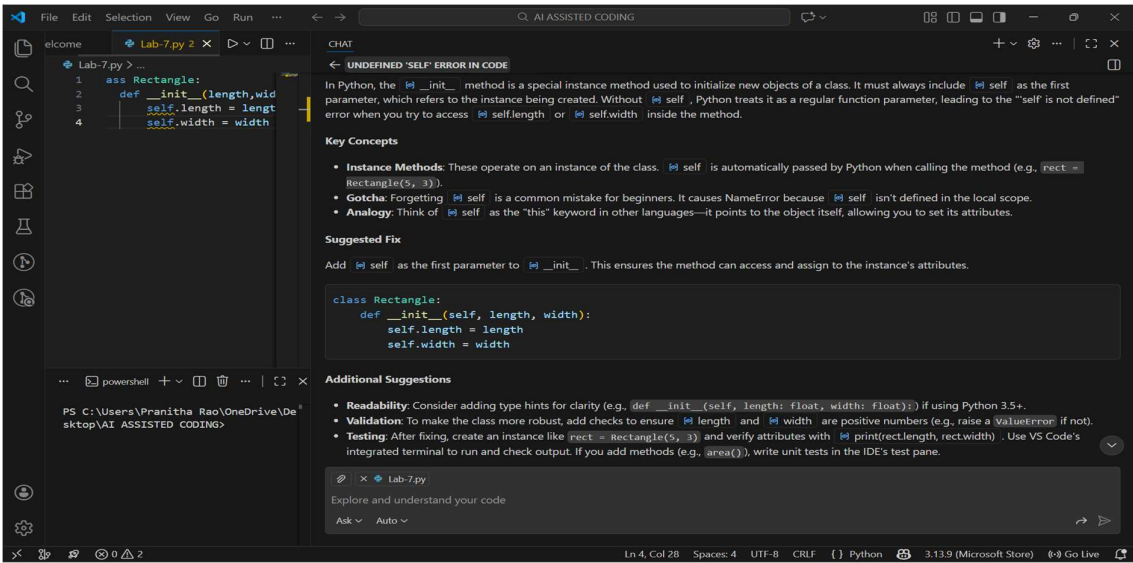 File Edit Selection View Go Run ··· AI ASSISTED CODING
elcome Lab-7.py 2
Lab-7.py > ...
1 ass Rectangle:
2 def __init__(length,wid
3 self.length = lengt
4 self.width = width
powershell
PS C:\Users\Pranitha Rao\OneDrive\De
sktop\AI ASSISTED CODING>
CHAT
UNDEFINED 'SELF' ERROR IN CODE
In Python, the __init__ method is a special instance method used to initialize new objects of a class. It must always include self as the first
parameter, which refers to the instance being created. Without self , Python treats it as a regular function parameter, leading to the "'self' is not defined"
error when you try to access self.length or self.width inside the method.
Key Concepts
• Instance Methods: These operate on an instance of the class. self is automatically passed by Python when calling the method (e.g., rect =
Rectangle(5, 3)).
• Gotcha: Forgetting self is a common mistake for beginners. It causes NameError because self isn't defined in the local scope.
• Analogy: Think of self as the "this" keyword in other languages—it points to the object itself, allowing you to set its attributes.
Suggested Fix
Add self as the first parameter to __init__ . This ensures the method can access and assign to the instance's attributes.
class Rectangle:
def __init__(self, length, width):
self.length = length
self.width = width
Additional Suggestions
• Readability: Consider adding type hints for clarity (e.g., def __init__(self, length: float, width: float):) if using Python 3.5+.
• Validation: To make the class more robust, add checks to ensure length and width are positive numbers (e.g., raise a ValueError if not).
• Testing: After fixing, create an instance like rect = Rectangle(5, 3) and verify attributes with print(rect.length, rect.width) . Use VS Code's
integrated terminal to run and check output. If you add methods (e.g., area()), write unit tests in the IDE's test pane.
Lab-7.py
Explore and understand your code
Ask Auto
0 2 Ln 4, Col 28 Spaces: 4 UTF-8 CRLF { } Python 3.13.9 (Microsoft Store) Go Live